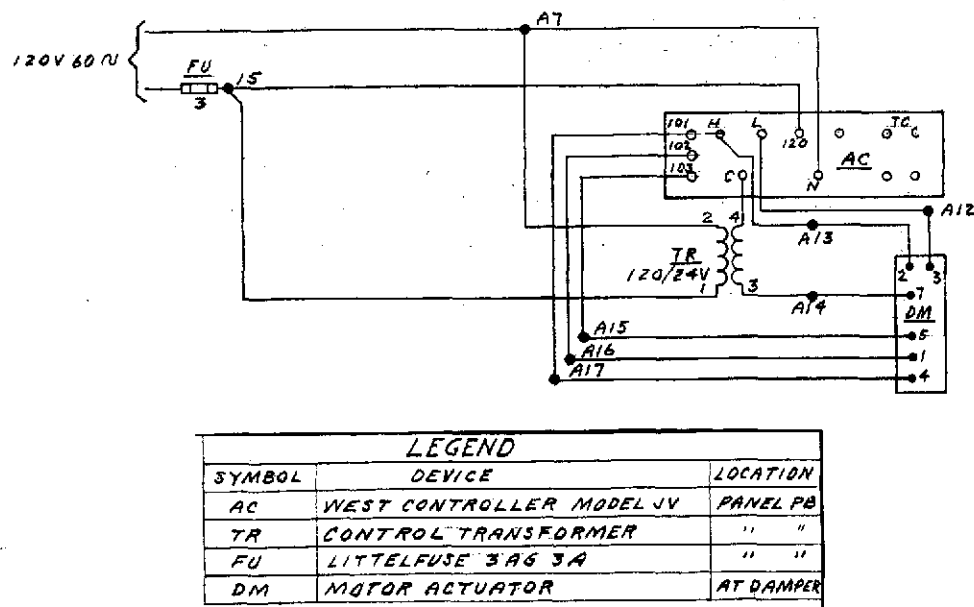 A7
120V 60 ~
FU
3
15
101 H L 120 TC
102
103 C N AC
A12
A13
2 4
TR
120/24V
1 3
A14
2 3
7
DM
5
1
4
A15
A16
A17
LEGEND
SYMBOL DEVICE LOCATION
AC WEST CONTROLLER MODEL JV PANEL PB
TR CONTROL TRANSFORMER " "
FU LITTELFUSE 3AG 3A " "
DM MOTOR ACTUATOR AT DAMPER